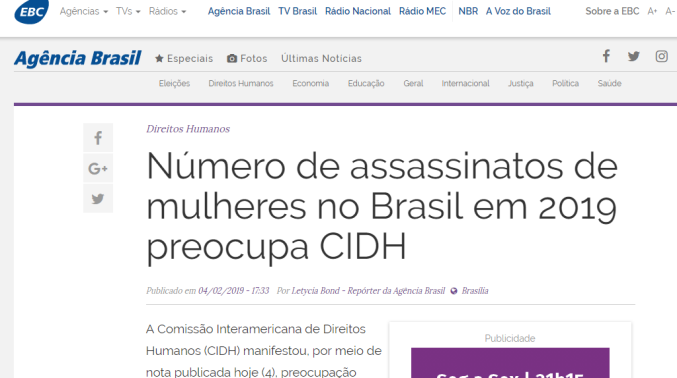 EBC Agências TVs Rádios Agência Brasil TV Brasil Rádio Nacional Rádio MEC NBR A Voz do Brasil Sobre a EBC A+ A-
Agência Brasil Especiais Fotos Últimas Notícias
Eleições Direitos Humanos Economia Educação Geral Internacional Justiça Política Saúde
Direitos Humanos
Número de assassinatos de
mulheres no Brasil em 2019
preocupa CIDH
Publicado em 04/02/2019 - 17:33 Por Letycia Bond - Repórter da Agência Brasil Brasília
A Comissão Interamericana de Direitos
Humanos (CIDH) manifestou, por meio de
nota publicada hoje (4), preocupação
Publicidade
Seg a Sex | 21h15